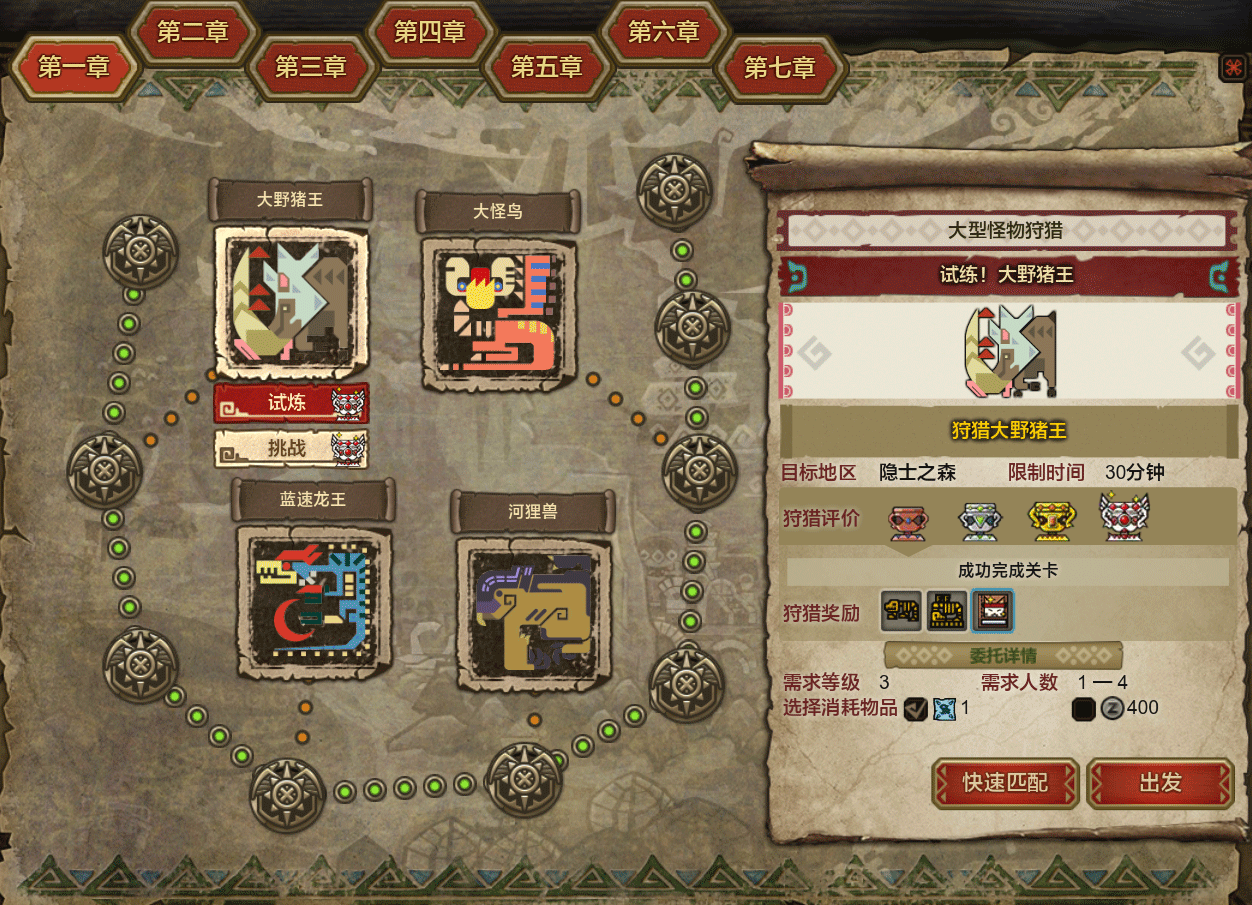 第一章
第二章
第三章
第四章
第五章
第六章
第七章
大野猪王
试炼
挑战
大怪鸟
蓝速龙王
河狸兽
大型怪物狩猎
试练！大野猪王
狩猎大野猪王
目标地区 隐士之森 限制时间 30分钟
狩猎评价
成功完成关卡
狩猎奖励
委托详情
需求等级 3 需求人数 1 — 4
选择消耗物品 1 Z 400
快速匹配 出发